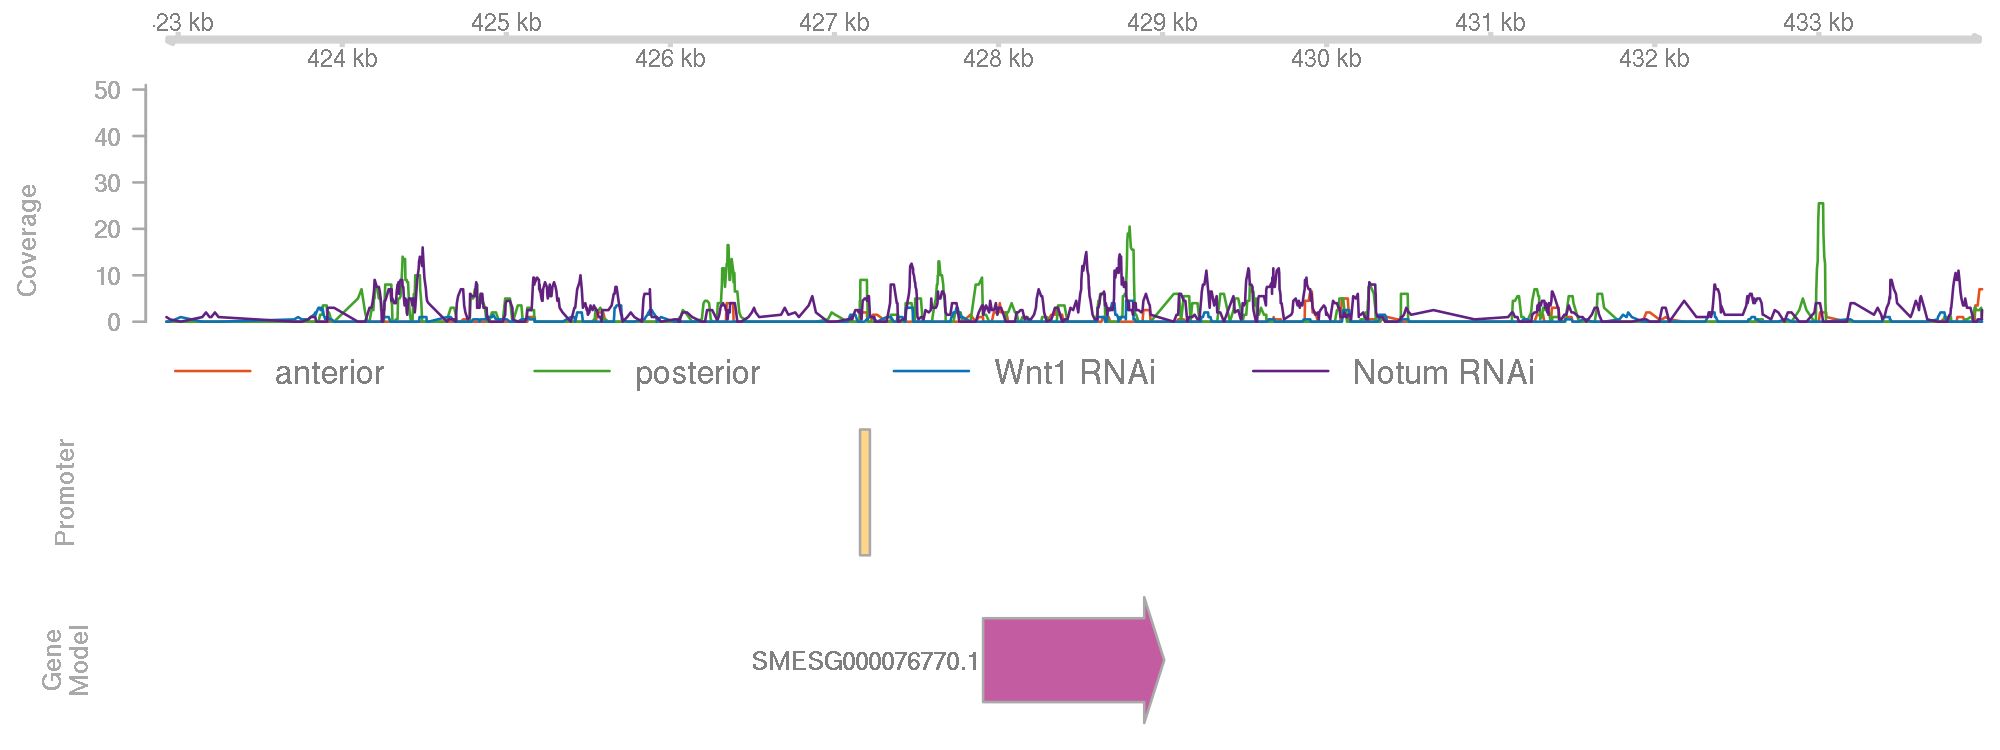 23 kb 425 kb 427 kb 429 kb 431 kb 433 kb
424 kb 426 kb 428 kb 430 kb 432 kb
50
40
30
20
10
0
Coverage
anterior posterior Wnt1 RNAi Notum RNAi
Promoter
SMESG000076770.1
Gene
Model